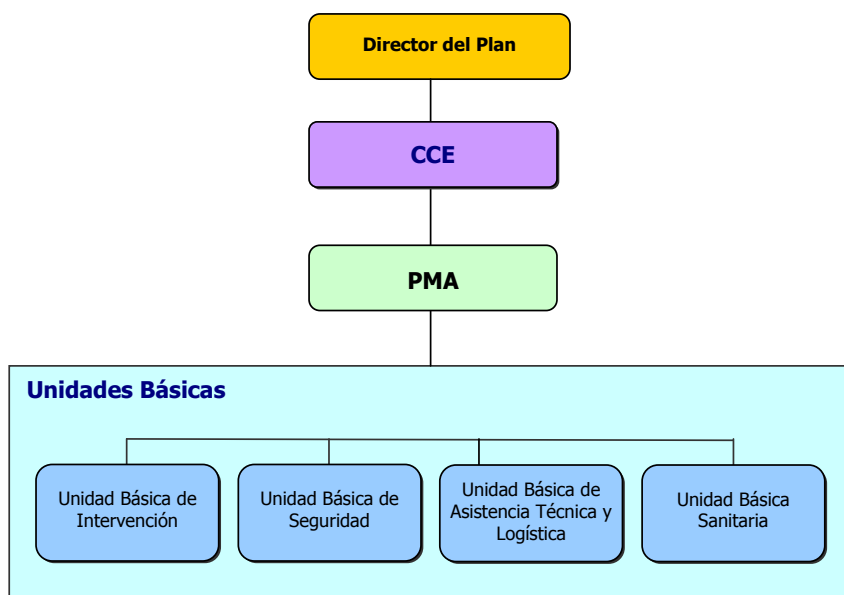 Director del Plan
CCE
PMA
Unidades Básicas
Unidad Básica de
Intervención
Unidad Básica de
Seguridad
Unidad Básica de
Asistencia Técnica y
Logística
Unidad Básica
Sanitaria